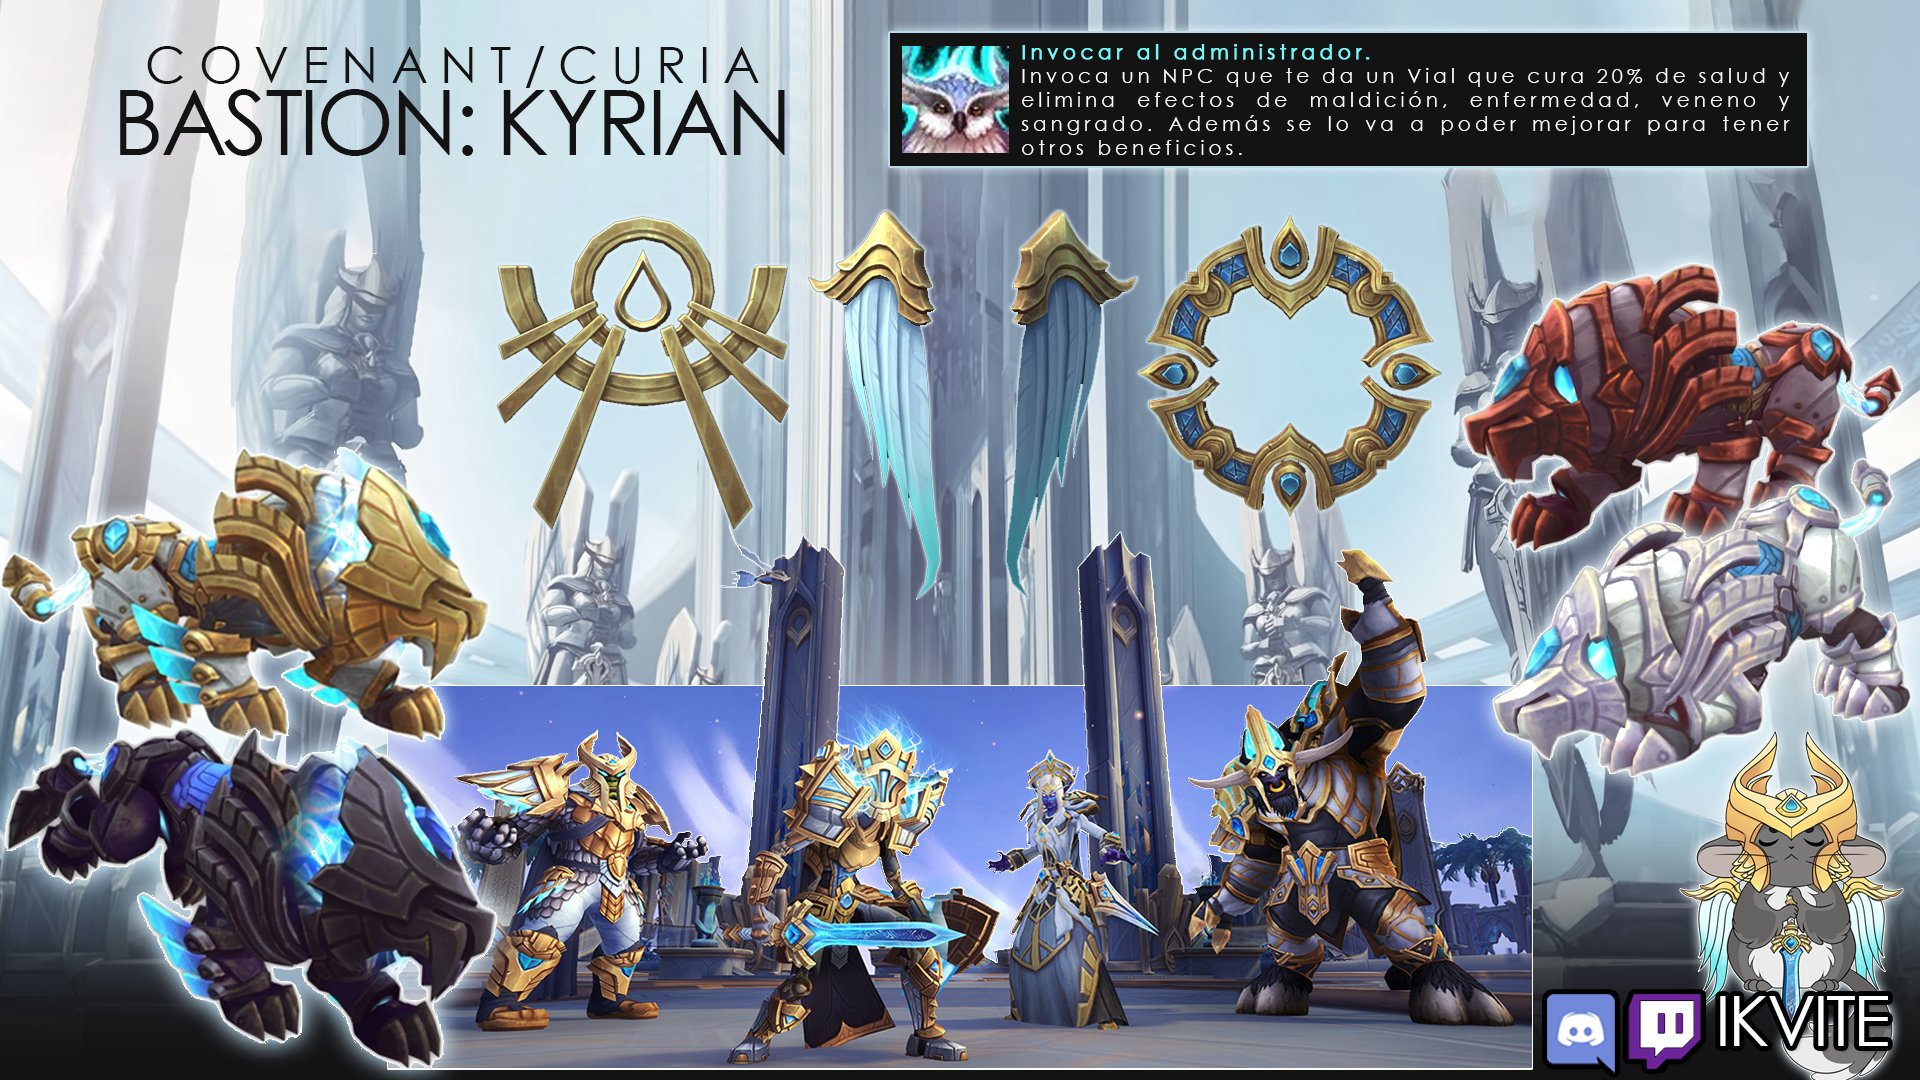 COVENANT/CURIA
BASTION: KYRIAN
Invocar al administrador.
Invoca un NPC que te da un Vial que cura 20% de salud y
elimina efectos de maldición, enfermedad, veneno y
sangrado. Además se lo va a poder mejorar para tener
otros beneficios.
IKVITE